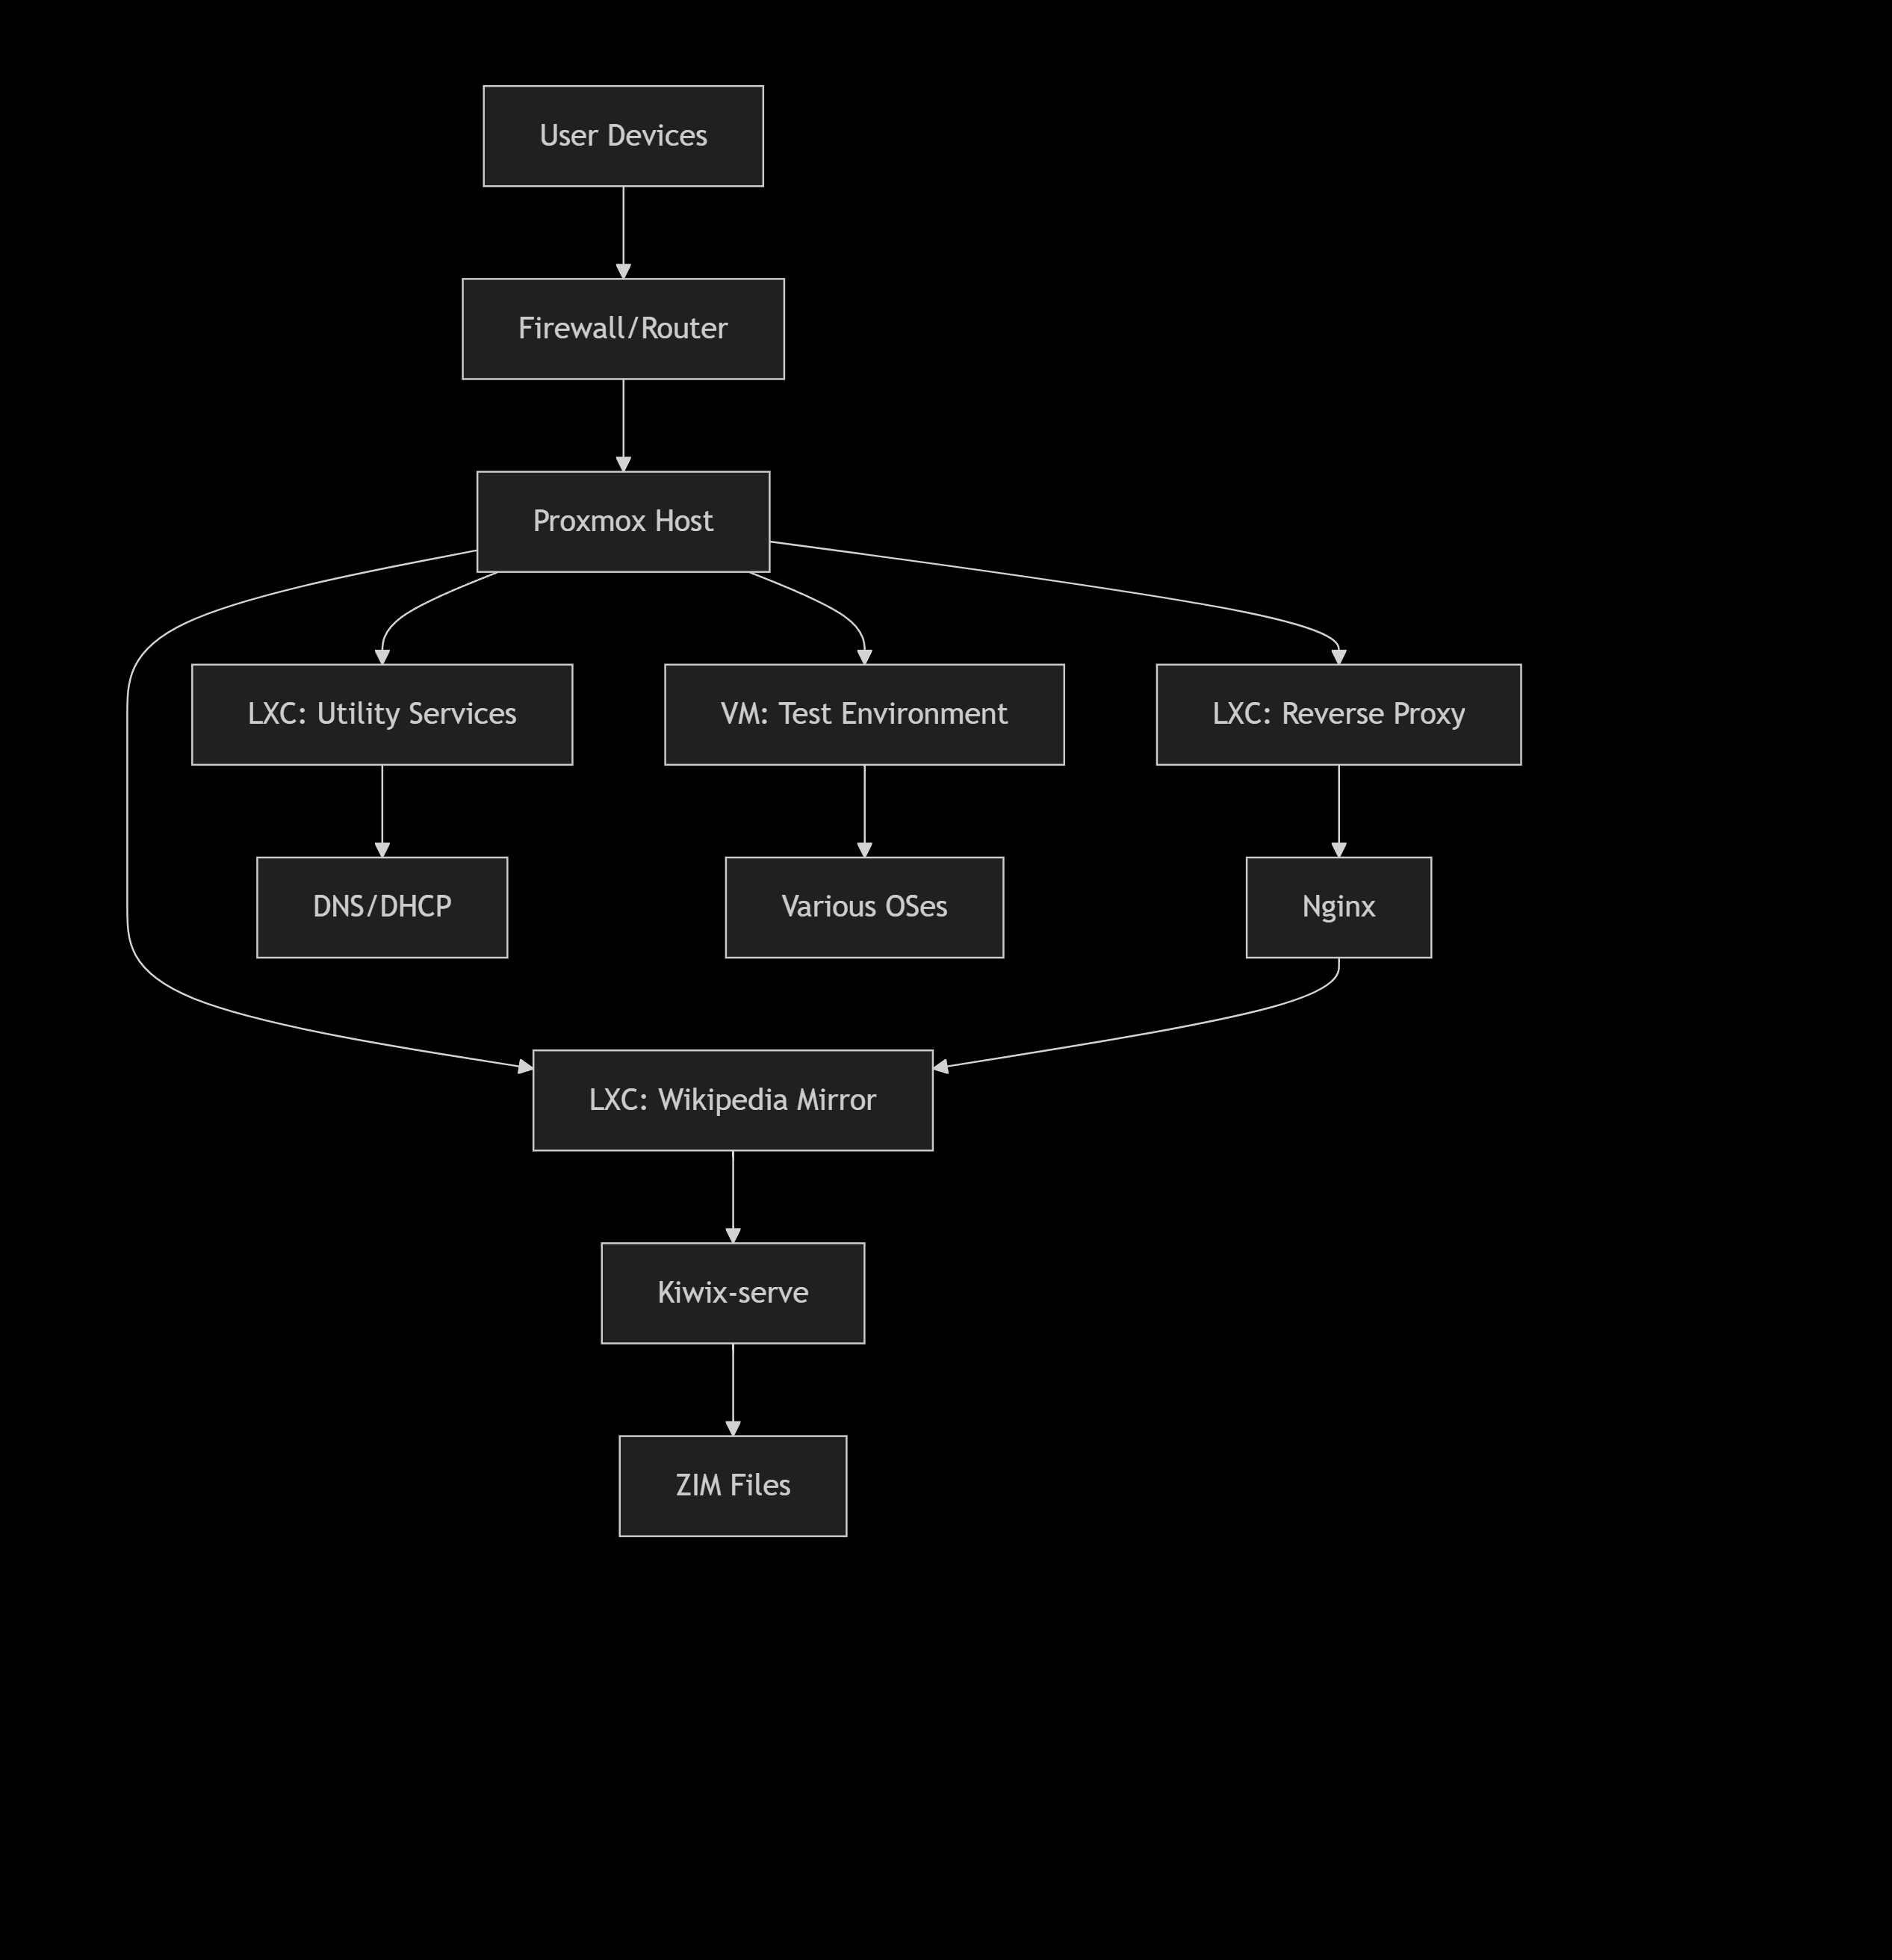 User Devices
Firewall/Router
Proxmox Host
LXC: Utility Services
VM: Test Environment
LXC: Reverse Proxy
DNS/DHCP
Various OSes
Nginx
LXC: Wikipedia Mirror
Kiwix-serve
ZIM Files